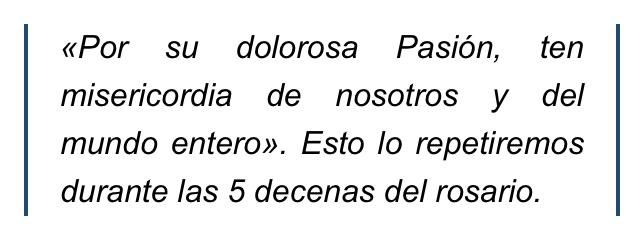 «Por su dolorosa Pasión, ten
misericordia de nosotros y del
mundo entero». Esto lo repetiremos
durante las 5 decenas del rosario.